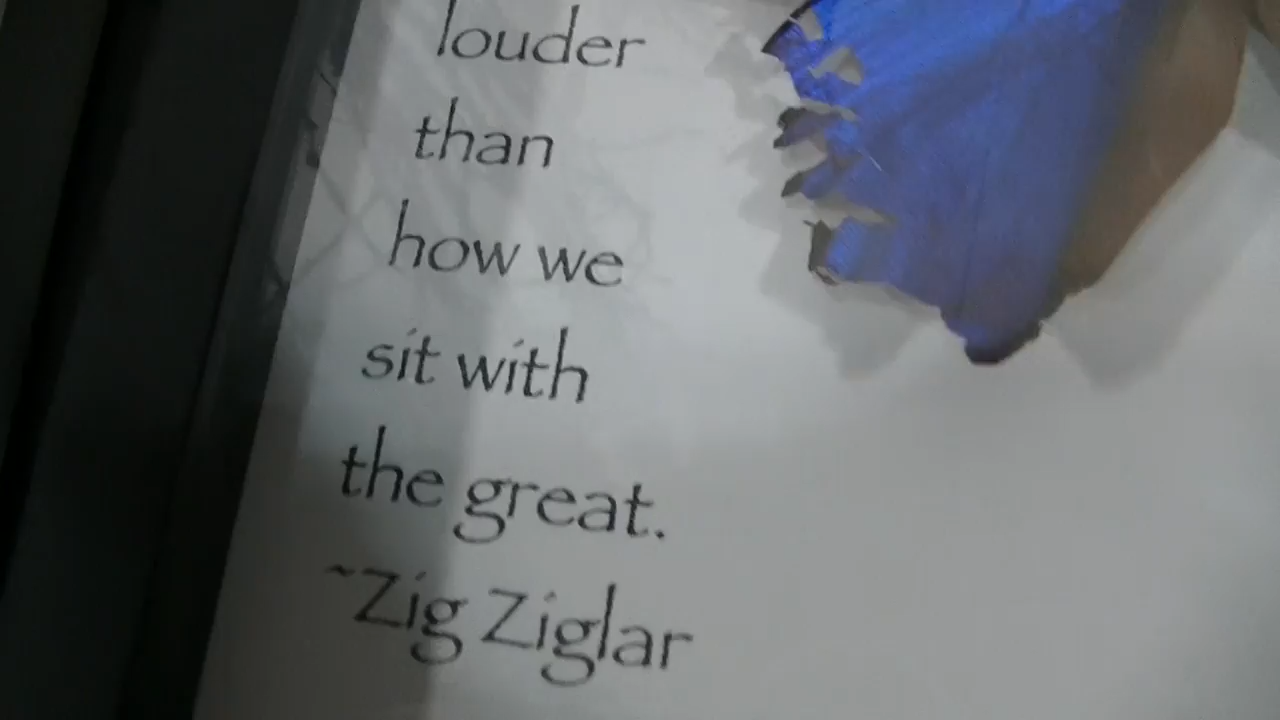 louder
than
how we
sit with
the great.
~Zig Ziglar